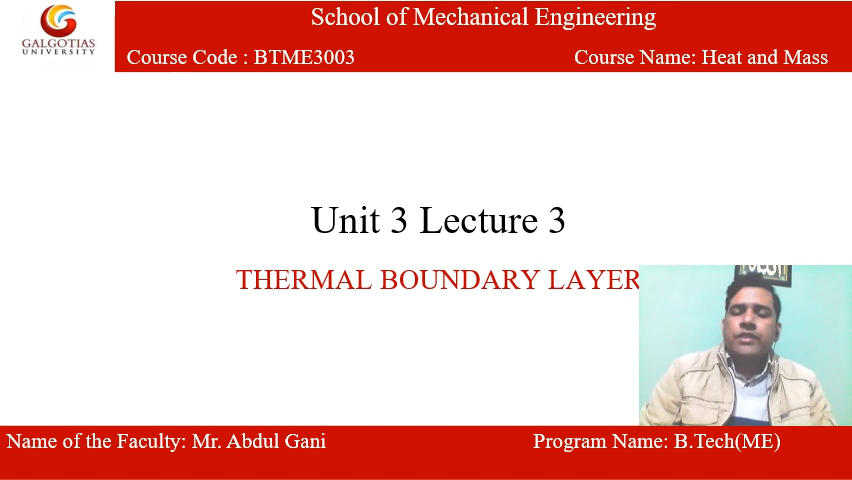 School of Mechanical Engineering
GALGOTIAS
UNIVERSITY
Course Code : BTME3003
Course Name: Heat and Mass
Unit 3 Lecture 3
THERMAL BOUNDARY LAYER
Name of the Faculty: Mr. Abdul Gani
Program Name: B.Tech(ME)